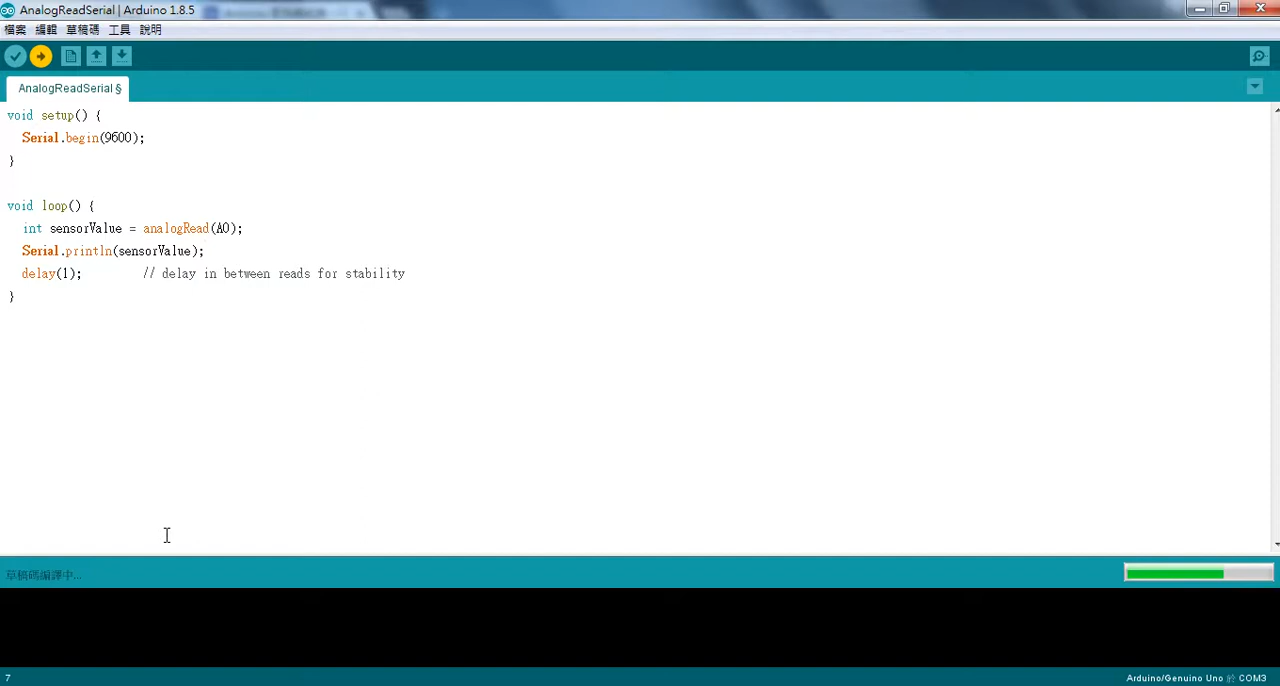 AnalogReadSerial | Arduino 1.8.5
檔案 編輯 草稿碼 工具 說明
AnalogReadSerial §
void setup() {
  Serial.begin(9600);
}
void loop() {
  int sensorValue = analogRead(A0);
  Serial.println(sensorValue);
  delay(1);        // delay in between reads for stability
}
草稿碼編譯中...
7
Arduino/Genuino Uno 於 COM3